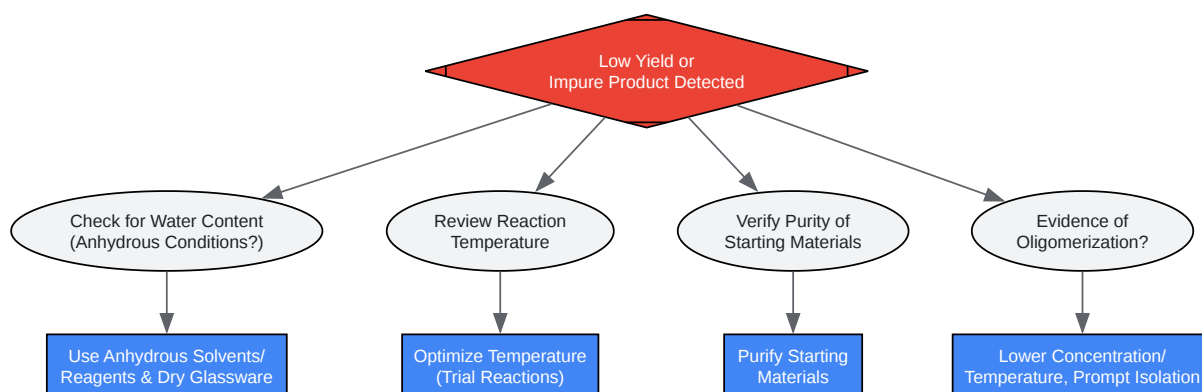 Low Yield or
Impure Product Detected
Check for Water Content
(Anhydrous Conditions?)
Review Reaction
Temperature
Verify Purity of
Starting Materials
Evidence of
Oligomerization?
Use Anhydrous Solvents/
Reagents & Dry Glassware
Optimize Temperature
(Trial Reactions)
Purify Starting
Materials
Lower Concentration/
Temperature, Prompt Isolation